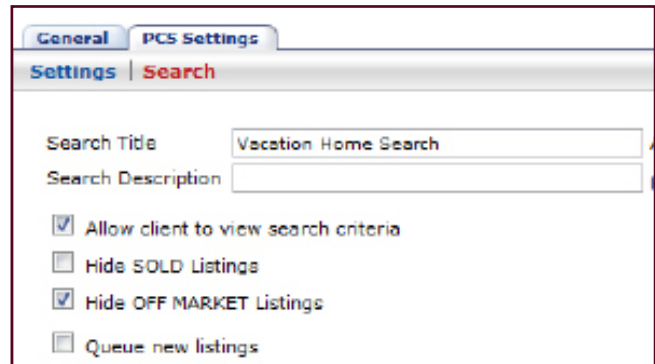 General PCS Settings
Settings | Search
Search Title Vacation Home Search
Search Description
Allow client to view search criteria
Hide SOLD Listings
Hide OFF MARKET Listings
Queue new listings